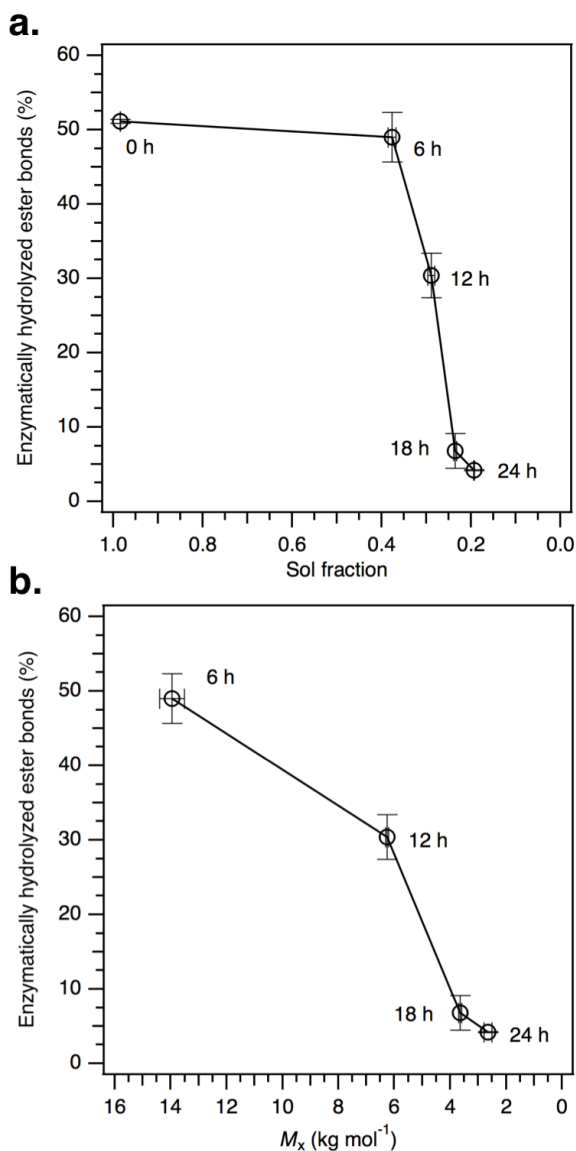 a.
60
50
40
30
20
10
0
Enzymatically hydrolyzed ester bonds (%)
0 h
6 h
12 h
18 h
24 h
1.0 0.8 0.6 0.4 0.2 0.0
Sol fraction
b.
60
50
40
30
20
10
0
Enzymatically hydrolyzed ester bonds (%)
6 h
12 h
18 h
24 h
16 14 12 10 8 6 4 2 0
Mₓ (kg mol⁻¹)